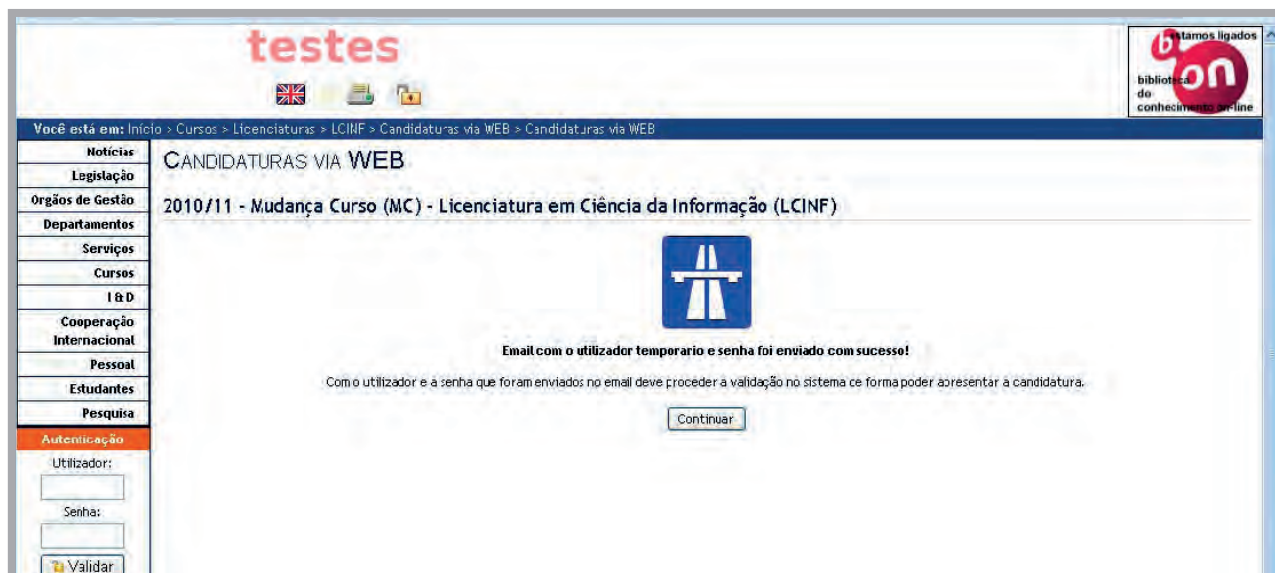 testes
estamos ligados
b on
biblioteca
do
conhecimento on-line
Você está em: Início > Cursos > Licenciaturas > LCINF > Candidaturas via WEB > Candidaturas via WEB
Notícias
Legislação
Orgãos de Gestão
Departamentos
Serviços
Cursos
I & D
Cooperação
Internacional
Pessoal
Estudantes
Pesquisa
Autenticação
Utilizador:
Senha:
Validar
CANDIDATURAS VIA WEB
2010/11 - Mudança Curso (MC) - Licenciatura em Ciência da Informação (LCINF)
Email com o utilizador temporario e senha foi enviado com sucesso!
Com o utilizador e a senha que foram enviados no email deve proceder a validação no sistema de forma poder apresentar a candidatura.
Continuar